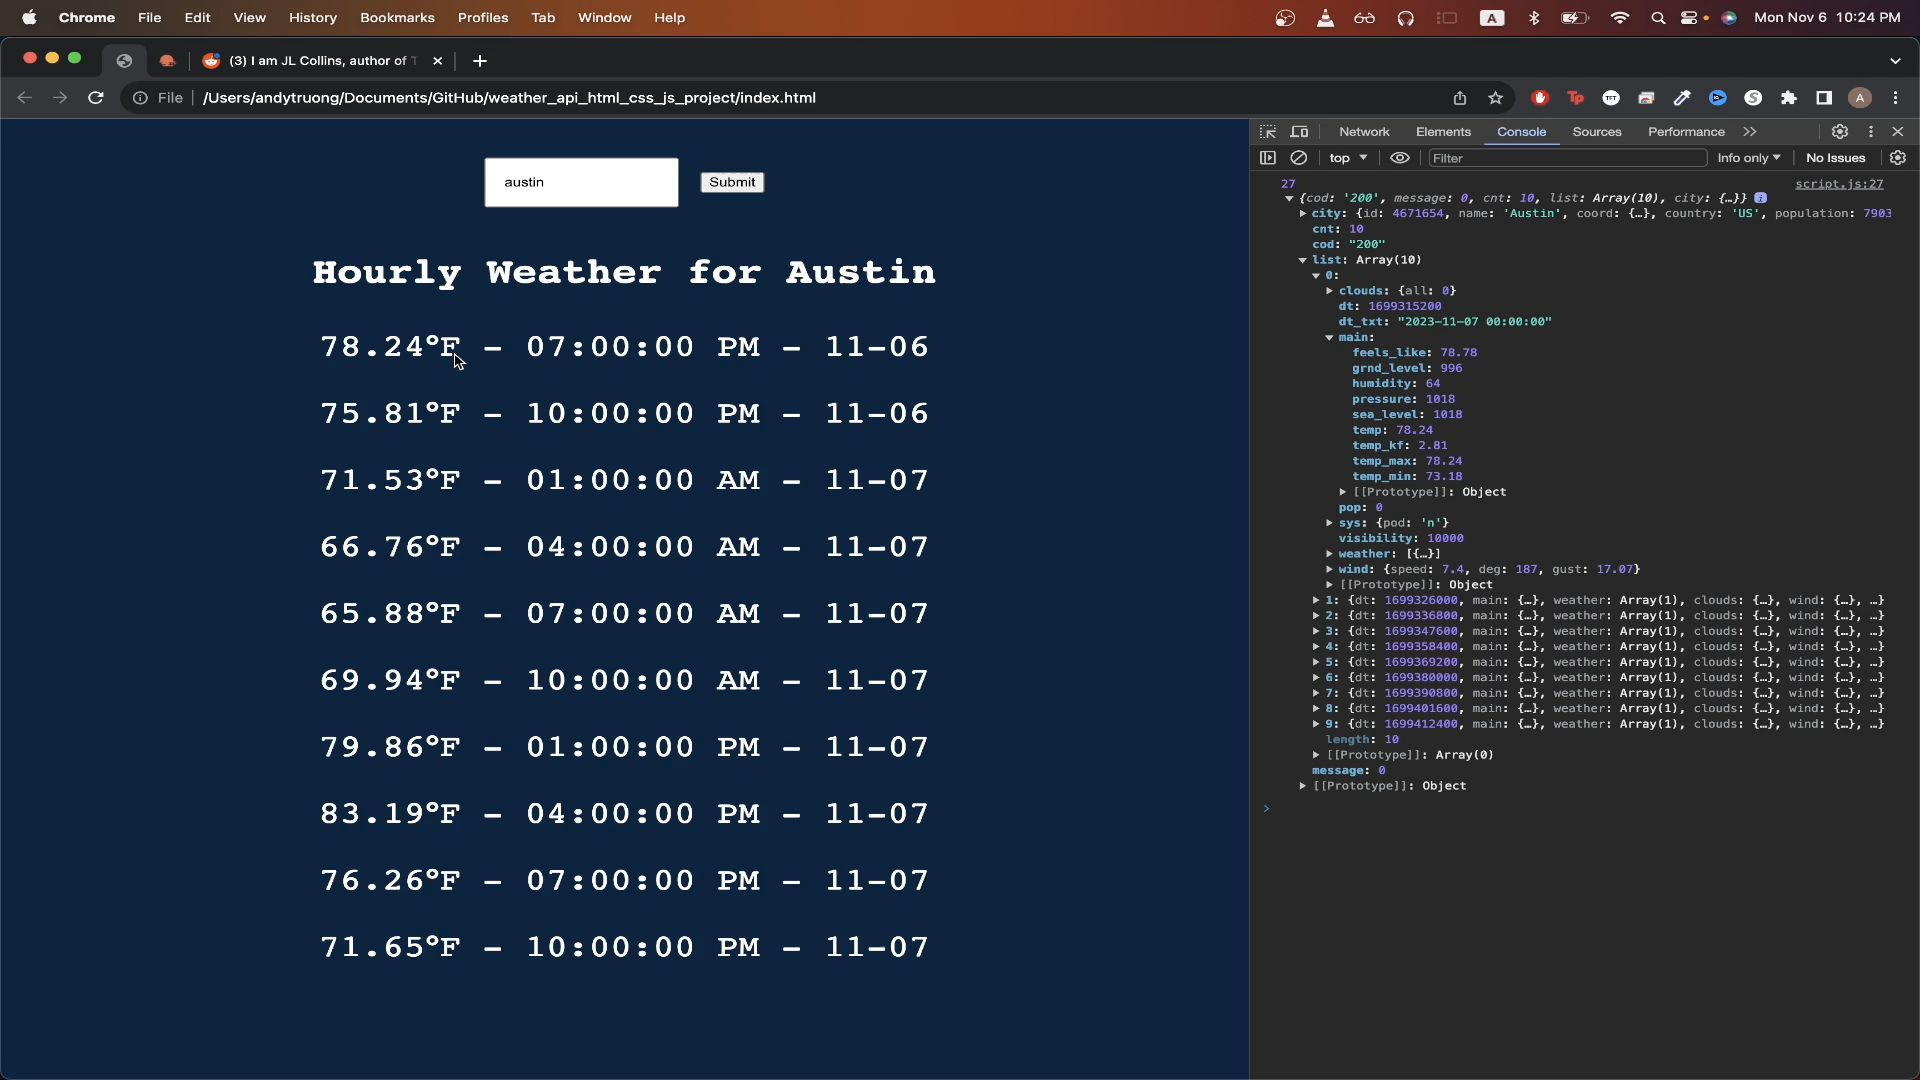 Chrome File Edit View History Bookmarks Profiles Tab Window Help A Mon Nov 6 10:24 PM
(3) I am JL Collins, author of T
File /Users/andytruong/Documents/GitHub/weather_api_html_css_js_project/index.html A
austin Submit
Hourly Weather for Austin
78.24°F – 07:00:00 PM – 11-06
75.81°F – 10:00:00 PM – 11-06
71.53°F – 01:00:00 AM – 11-07
66.76°F – 04:00:00 AM – 11-07
65.88°F – 07:00:00 AM – 11-07
69.94°F – 10:00:00 AM – 11-07
79.86°F – 01:00:00 PM – 11-07
83.19°F – 04:00:00 PM – 11-07
76.26°F – 07:00:00 PM – 11-07
71.65°F – 10:00:00 PM – 11-07
Network Elements Console Sources Performance
top Filter Info only No Issues
27 script.js:27
{cod: '200', message: 0, cnt: 10, list: Array(10), city: {…}}
city: {id: 4671654, name: 'Austin', coord: {…}, country: 'US', population: 7903
cnt: 10
cod: "200"
list: Array(10)
0:
clouds: {all: 0}
dt: 1699315200
dt_txt: "2023-11-07 00:00:00"
main:
feels_like: 78.78
grnd_level: 996
humidity: 64
pressure: 1018
sea_level: 1018
temp: 78.24
temp_kf: 2.81
temp_max: 78.24
temp_min: 73.18
[[Prototype]]: Object
pop: 0
sys: {pod: 'n'}
visibility: 10000
weather: [{…}]
wind: {speed: 7.4, deg: 187, gust: 17.07}
[[Prototype]]: Object
1: {dt: 1699326000, main: {…}, weather: Array(1), clouds: {…}, wind: {…}, …}
2: {dt: 1699336800, main: {…}, weather: Array(1), clouds: {…}, wind: {…}, …}
3: {dt: 1699347600, main: {…}, weather: Array(1), clouds: {…}, wind: {…}, …}
4: {dt: 1699358400, main: {…}, weather: Array(1), clouds: {…}, wind: {…}, …}
5: {dt: 1699369200, main: {…}, weather: Array(1), clouds: {…}, wind: {…}, …}
6: {dt: 1699380000, main: {…}, weather: Array(1), clouds: {…}, wind: {…}, …}
7: {dt: 1699390800, main: {…}, weather: Array(1), clouds: {…}, wind: {…}, …}
8: {dt: 1699401600, main: {…}, weather: Array(1), clouds: {…}, wind: {…}, …}
9: {dt: 1699412400, main: {…}, weather: Array(1), clouds: {…}, wind: {…}, …}
length: 10
[[Prototype]]: Array(0)
message: 0
[[Prototype]]: Object